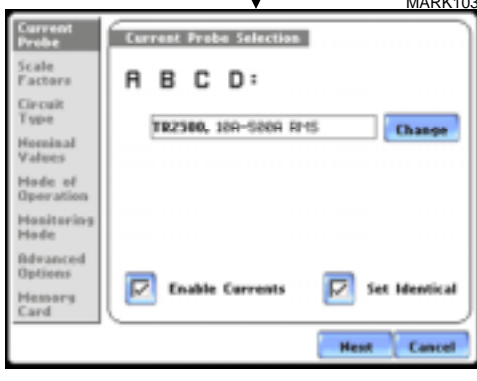 MARK103
Current
Probe
Scale
Factors
Circuit
Type
Nominal
Values
Mode of
Operation
Monitoring
Mode
Advanced
Options
Memory
Card
Current Probe Selection
A B C D:
TR2500, 10A-500A RMS
Change
Enable Currents
Set Identical
Next
Cancel